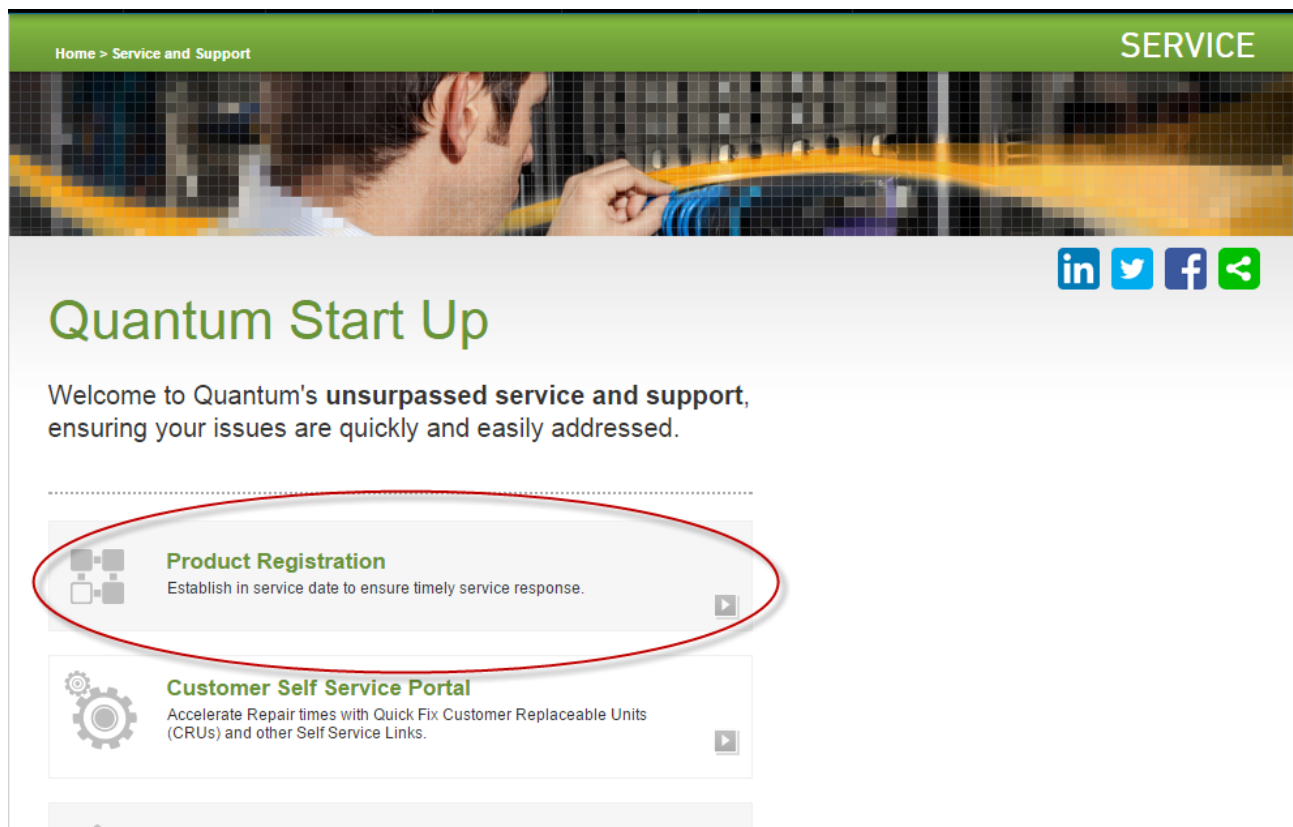 Home > Service and Support
SERVICE
in
f
Quantum Start Up
Welcome to Quantum's unsurpassed service and support,
ensuring your issues are quickly and easily addressed.
Product Registration
Establish in service date to ensure timely service response.
Customer Self Service Portal
Accelerate Repair times with Quick Fix Customer Replaceable Units
(CRUs) and other Self Service Links.